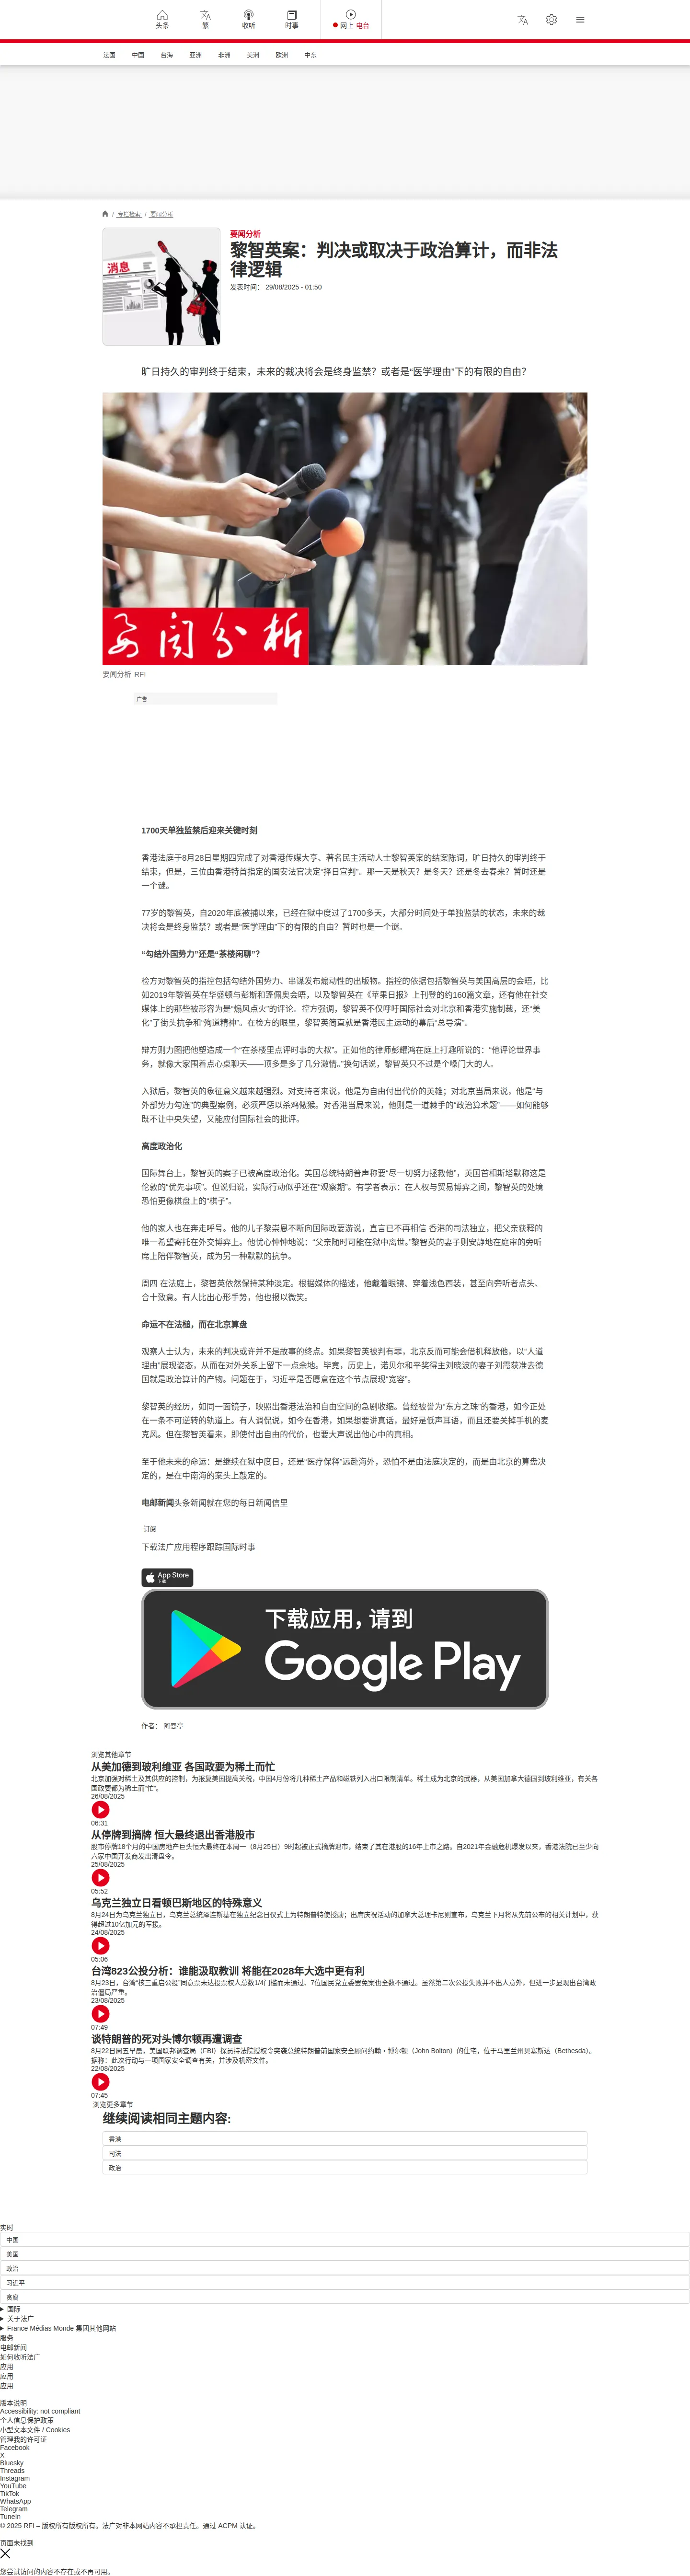 头条
繁
收听
时事
网上 电台
法国 中国 台海 亚洲 非洲 美洲 欧洲 中东
/ 专栏检索 / 要闻分析
消息
要闻分析
黎智英案：判决或取决于政治算计，而非法
律逻辑
发表时间： 29/08/2025 - 01:50
旷日持久的审判终于结束，未来的裁决将会是终身监禁？或者是“医学理由”下的有限的自由？
要闻分析
要闻分析 RFI
广告
1700天单独监禁后迎来关键时刻
香港法庭于8月28日星期四完成了对香港传媒大亨、著名民主活动人士黎智英案的结案陈词，旷日持久的审判终于
结束，但是，三位由香港特首指定的国安法官决定“择日宣判”。那一天是秋天？是冬天？还是冬去春来？暂时还是
一个谜。
77岁的黎智英，自2020年底被捕以来，已经在狱中度过了1700多天，大部分时间处于单独监禁的状态，未来的裁
决将会是终身监禁？或者是“医学理由”下的有限的自由？暂时也是一个谜。
“勾结外国势力”还是“茶楼闲聊”？
检方对黎智英的指控包括勾结外国势力、串谋发布煽动性的出版物。指控的依据包括黎智英与美国高层的会晤，比
如2019年黎智英在华盛顿与彭斯和蓬佩奥会晤，以及黎智英在《苹果日报》上刊登的约160篇文章，还有他在社交
媒体上的那些被形容为是“煽风点火”的评论。控方强调，黎智英不仅呼吁国际社会对北京和香港实施制裁，还“美
化”了街头抗争和“殉道精神”。在检方的眼里，黎智英简直就是香港民主运动的幕后“总导演”。
辩方则力图把他塑造成一个“在茶楼里点评时事的大叔”。正如他的律师彭耀鸿在庭上打趣所说的：“他评论世界事
务，就像大家围着点心桌聊天——顶多是多了几分激情。”换句话说，黎智英只不过是个嗓门大的人。
入狱后，黎智英的象征意义越来越强烈。对支持者来说，他是为自由付出代价的英雄；对北京当局来说，他是“与
外部势力勾连”的典型案例，必须严惩以杀鸡儆猴。对香港当局来说，他则是一道棘手的“政治算术题”——如何能够
既不让中央失望，又能应付国际社会的批评。
高度政治化
国际舞台上，黎智英的案子已被高度政治化。美国总统特朗普声称要“尽一切努力拯救他”，英国首相斯塔默称这是
伦敦的“优先事项”。但说归说，实际行动似乎还在“观察期”。有学者表示：在人权与贸易博弈之间，黎智英的处境
恐怕更像棋盘上的“棋子”。
他的家人也在奔走呼号。他的儿子黎崇恩不断向国际政要游说，直言已不再相信 香港的司法独立，把父亲获释的
唯一希望寄托在外交博弈上。他忧心忡忡地说：“父亲随时可能在狱中离世。”黎智英的妻子则安静地在庭审的旁听
席上陪伴黎智英，成为另一种默默的抗争。
周四 在法庭上，黎智英依然保持某种淡定。根据媒体的描述，他戴着眼镜、穿着浅色西装，甚至向旁听者点头、
合十致意。有人比出心形手势，他也报以微笑。
命运不在法槌，而在北京算盘
观察人士认为，未来的判决或许并不是故事的终点。如果黎智英被判有罪，北京反而可能会借机释放他，以“人道
理由”展现姿态，从而在对外关系上留下一点余地。毕竟，历史上，诺贝尔和平奖得主刘晓波的妻子刘霞获准去德
国就是政治算计的产物。问题在于，习近平是否愿意在这个节点展现“宽容”。
黎智英的经历，如同一面镜子，映照出香港法治和自由空间的急剧收缩。曾经被誉为“东方之珠”的香港，如今正处
在一条不可逆转的轨道上。有人调侃说，如今在香港，如果想要讲真话，最好是低声耳语，而且还要关掉手机的麦
克风。但在黎智英看来，即使付出自由的代价，也要大声说出他心中的真相。
至于他未来的命运：是继续在狱中度日，还是“医疗保释”远赴海外，恐怕不是由法庭决定的，而是由北京的算盘决
定的，是在中南海的案头上敲定的。
电邮新闻头条新闻就在您的每日新闻信里
订阅
下载法广应用程序跟踪国际时事
App Store
下载
下载应用，请到
Google Play
作者： 阿曼亭
浏览其他章节
从美加德到玻利维亚 各国政要为稀土而忙
北京加强对稀土及其供应的控制，为报复美国提高关税，中国4月份将几种稀土产品和磁铁列入出口限制清单。稀土成为北京的武器，从美国加拿大德国到玻利维亚，有关各
国政要都为稀土而“忙”。
26/08/2025
06:31
从停牌到摘牌 恒大最终退出香港股市
股市停牌18个月的中国房地产巨头恒大最终在本周一（8月25日）9时起被正式摘牌退市，结束了其在港股的16年上市之路。自2021年金融危机爆发以来，香港法院已至少向
六家中国开发商发出清盘令。
25/08/2025
05:52
乌克兰独立日看顿巴斯地区的特殊意义
8月24日为乌克兰独立日，乌克兰总统泽连斯基在独立纪念日仪式上为特朗普特使授勋；出席庆祝活动的加拿大总理卡尼则宣布，乌克兰下月将从先前公布的相关计划中，获
得超过10亿加元的军援。
24/08/2025
05:06
台湾823公投分析：谁能汲取教训 将能在2028年大选中更有利
8月23日，台湾“核三重启公投”同意票未达投票权人总数1/4门槛而未通过、7位国民党立委罢免案也全数不通过。虽然第二次公投失败并不出人意外，但进一步显现出台湾政
治僵局严重。
23/08/2025
07:49
谈特朗普的死对头博尔顿再遭调查
8月22日周五早晨，美国联邦调查局（FBI）探员持法院授权令突袭总统特朗普前国家安全顾问约翰・博尔顿（John Bolton）的住宅，位于马里兰州贝塞斯达（Bethesda）。
据称：此次行动与一项国家安全调查有关，并涉及机密文件。
22/08/2025
07:45
浏览更多章节
继续阅读相同主题内容:
香港
司法
政治
实时
中国
美国
政治
习近平
贪腐
国际
关于法广
France Médias Monde 集团其他网站
服务
电邮新闻
如何收听法广
应用
应用
应用
版本说明
Accessibility: not compliant
个人信息保护政策
小型文本文件 / Cookies
管理我的许可证
Facebook
X
Bluesky
Threads
Instagram
YouTube
TikTok
WhatsApp
Telegram
TuneIn
© 2025 RFI – 版权所有版权所有。法广对非本网站内容不承担责任。通过 ACPM 认证。
页面未找到
您尝试访问的内容不存在或不再可用。